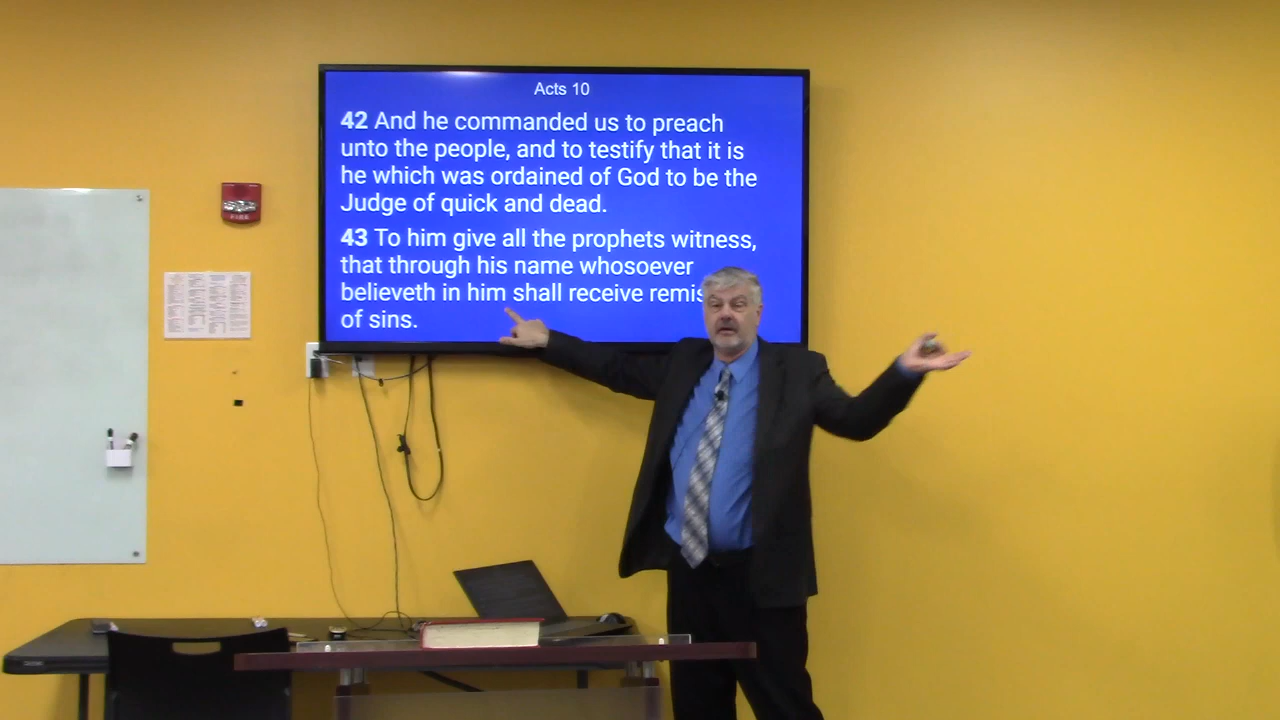 Acts 10
42 And he commanded us to preach
unto the people, and to testify that it is
he which was ordained of God to be the
Judge of quick and dead.
43 To him give all the prophets witness,
that through his name whosoever
believeth in him shall receive remis
of sins.
FIRE